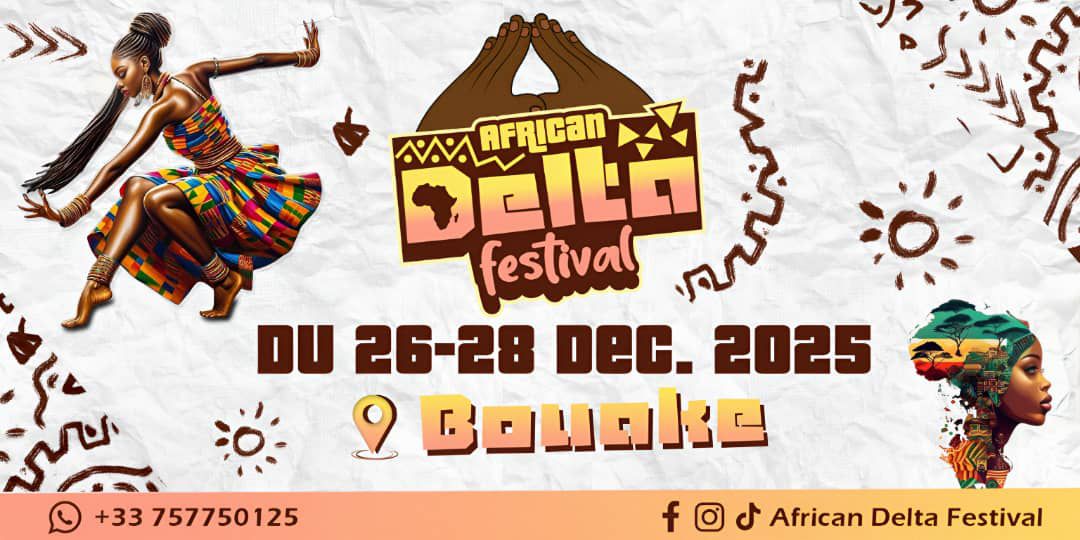 AFRICAN
Delta
festival
DU 26-28 Dec. 2025
Bouake
+33 757750125
African Delta Festival